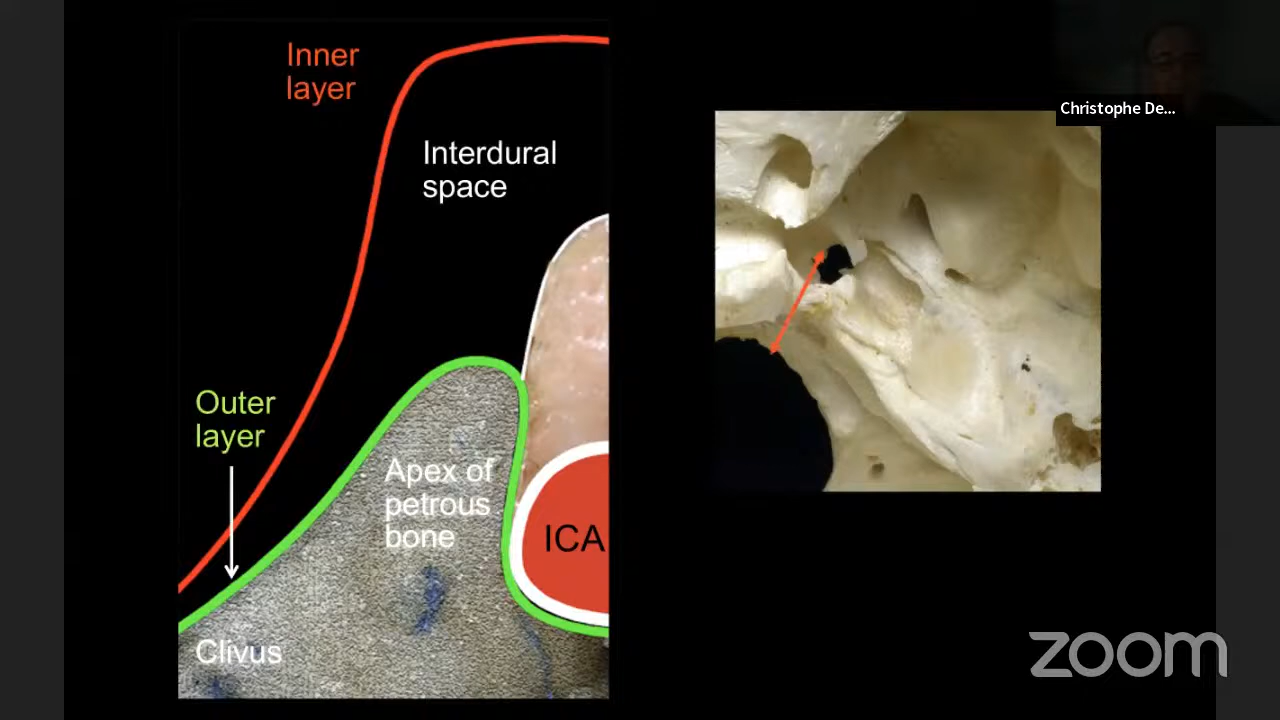 Inner
layer
Interdural
space
Outer
layer
Apex of
petrous
bone
ICA
Clivus
Christophe De...
zoom